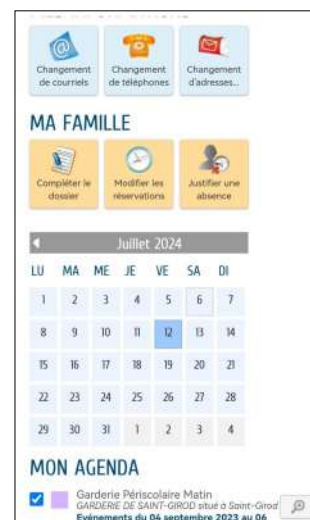 Changement de courriels
Changement de téléphones
Changement d'adresses...
MA FAMILLE
Compléter le dossier
Modifier les réservations
Justifier une absence
Juillet 2024
LU MA ME JE VE SA DI
1 2 3 4 5 6 7
8 9 10 11 12 13 14
15 16 17 18 19 20 21
22 23 24 25 26 27 28
29 30 31 1 2 3 4
MON AGENDA
Garderie Périscolaire Matin
GARDERIE DE SAINT-GIROD situé à Saint-Girod
Evénements du 04 septembre 2023 au 06